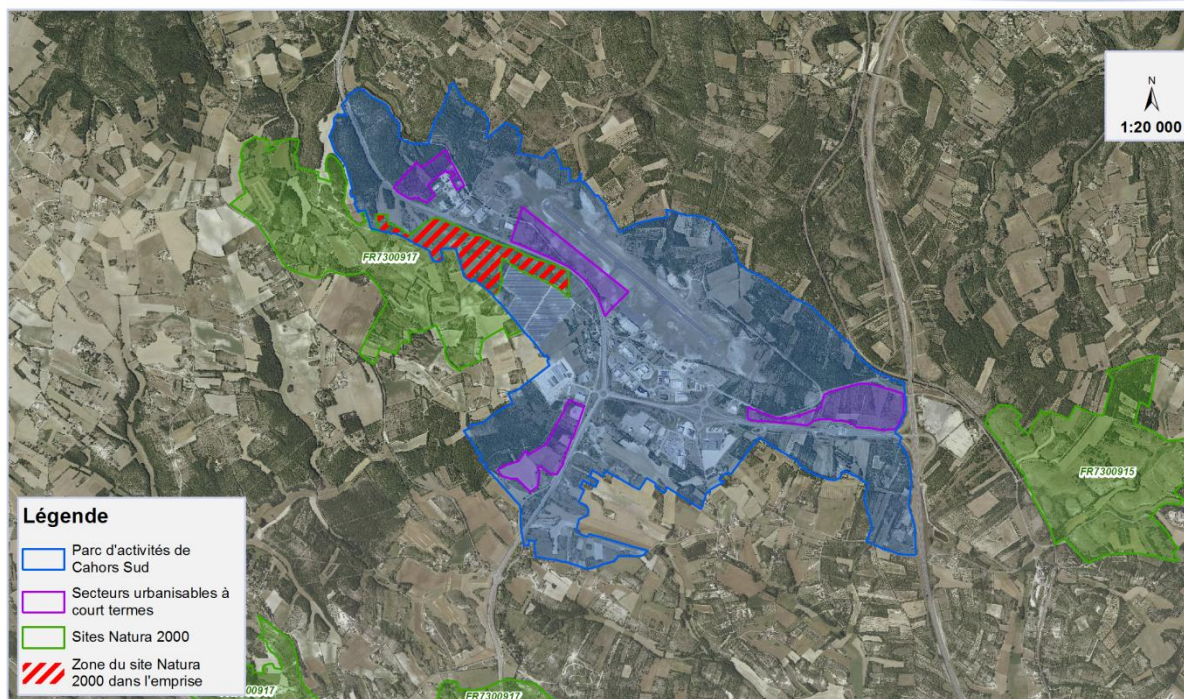 N
1:20 000
FR7300917
FR7300915
Légende
Parc d'activités de
Cahors Sud
Secteurs urbanisables à
court termes
Sites Natura 2000
Zone du site Natura
2000 dans l'emprise
FR7300917